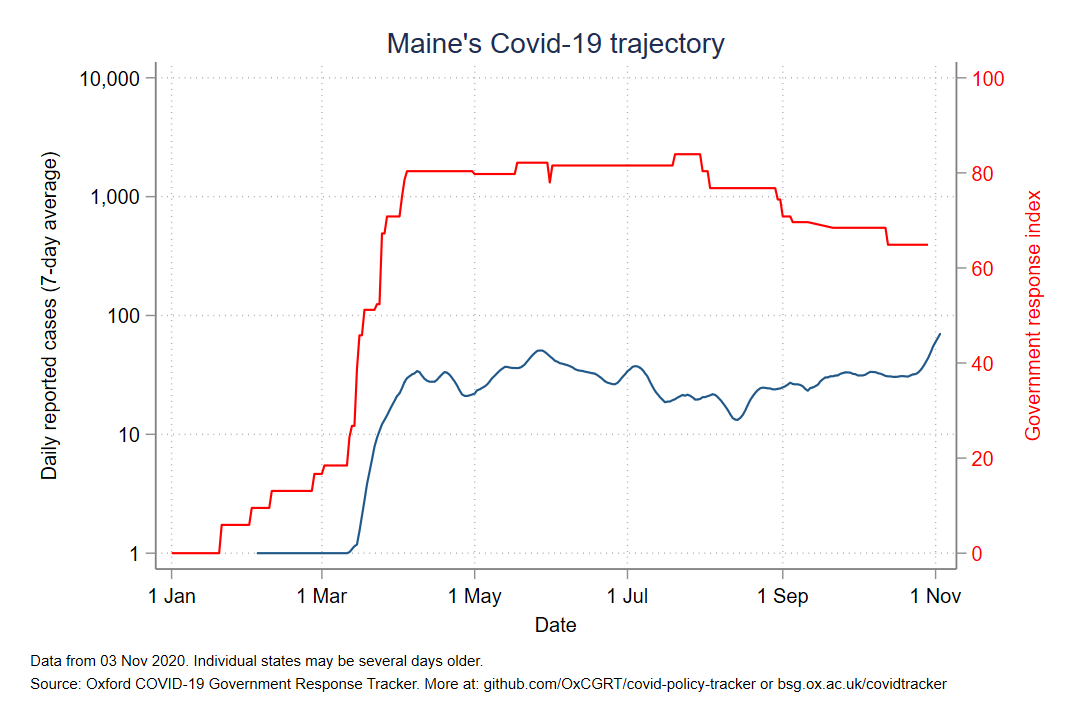 Maine's Covid-19 trajectory
10,000
1,000
100
10
1
Daily reported cases (7-day average)
100
80
60
40
20
0
Government response index
1 Jan
1 Mar
1 May
1 Jul
1 Sep
1 Nov
Date
Data from 03 Nov 2020. Individual states may be several days older.
Source: Oxford COVID-19 Government Response Tracker. More at: github.com/OxCGRT/covid-policy-tracker or bsg.ox.ac.uk/covidtracker